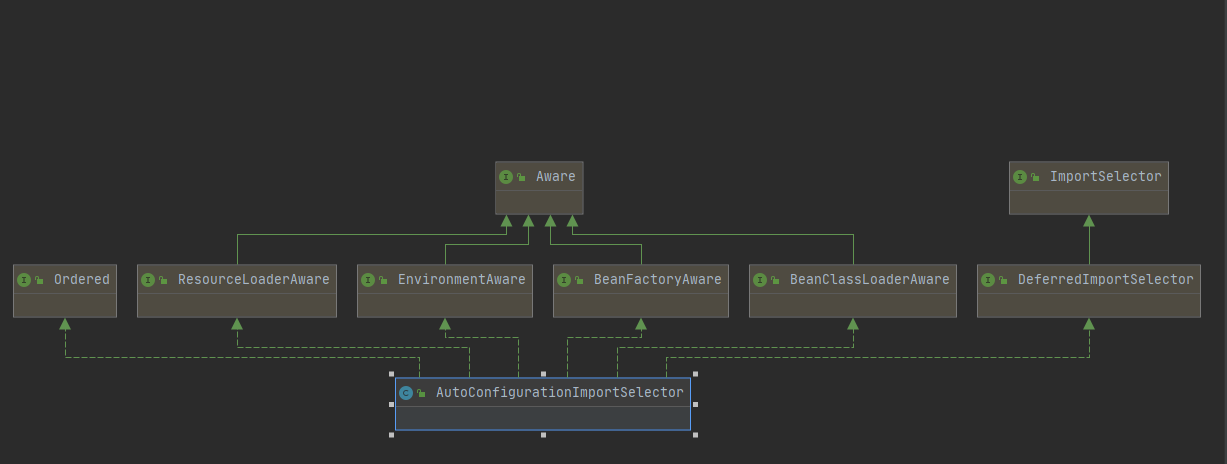 Aware
ImportSelector
Ordered
ResourceLoaderAware
EnvironmentAware
BeanFactoryAware
BeanClassLoaderAware
DeferredImportSelector
AutoConfigurationImportSelector